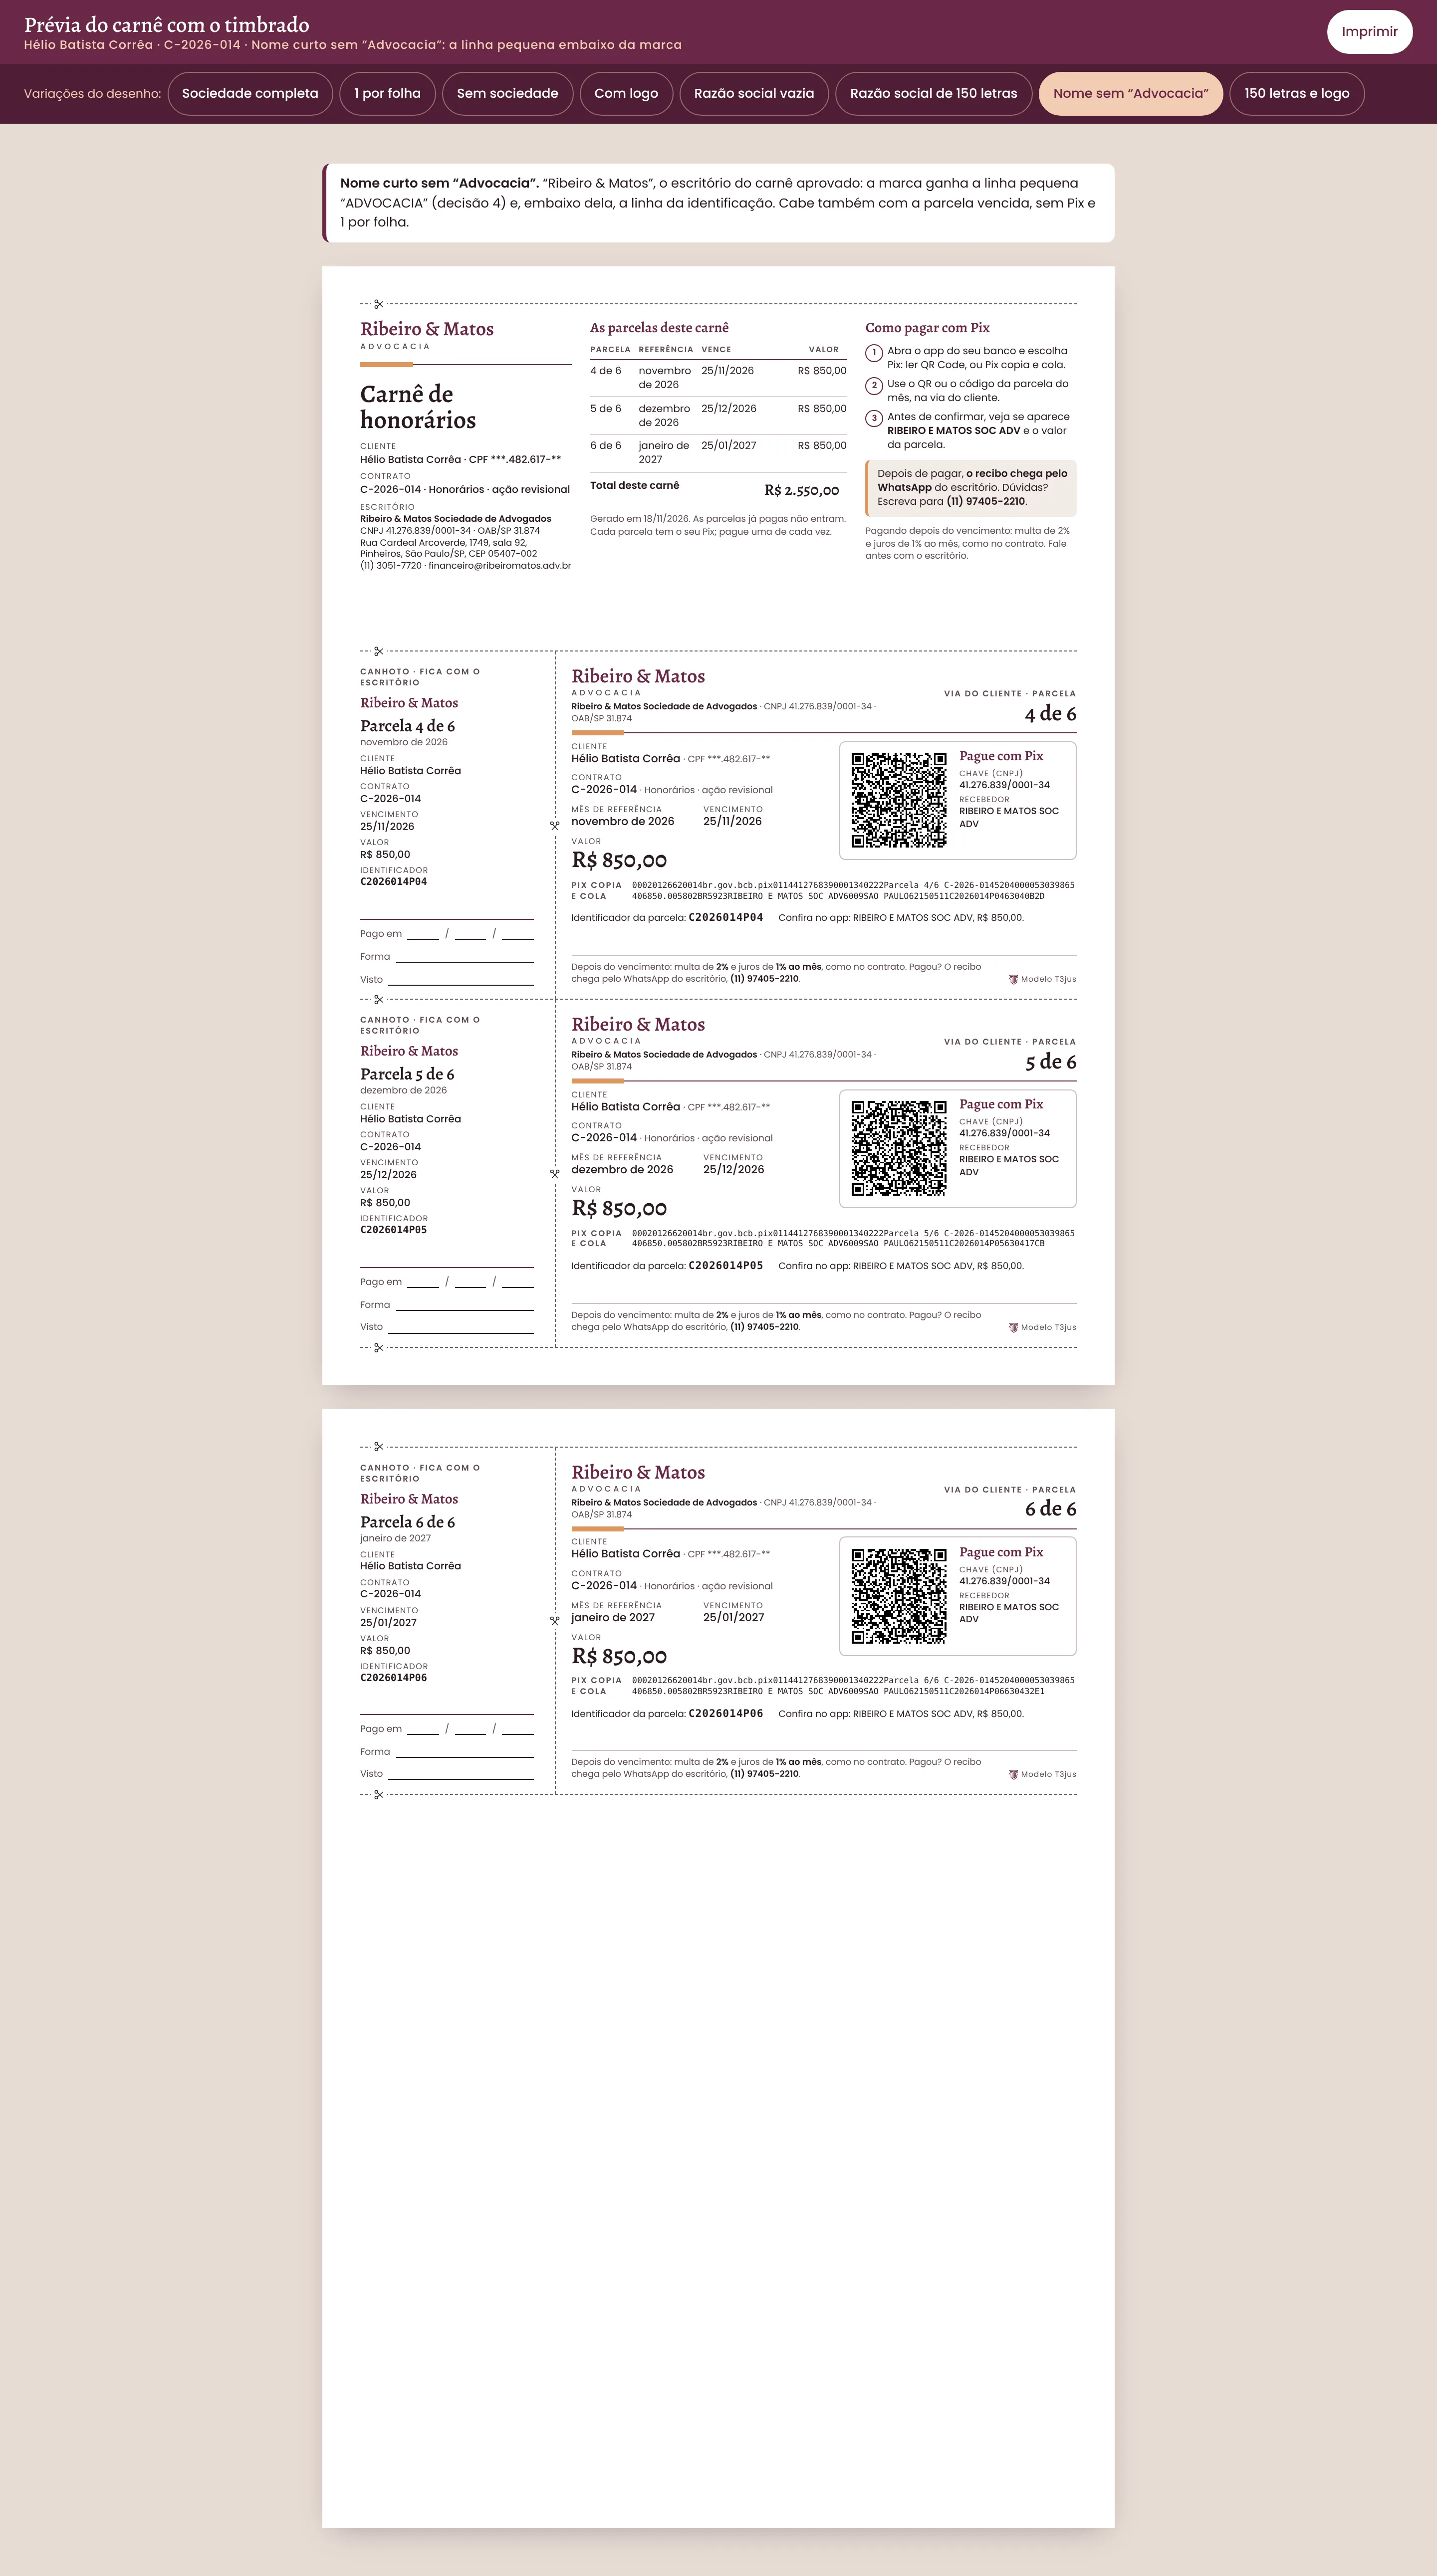 Prévia do carnê com o timbrado
Hélio Batista Corrêa · C-2026-014 · Nome curto sem “Advocacia”: a linha pequena embaixo da marca
Imprimir
Variações do desenho:
Sociedade completa
1 por folha
Sem sociedade
Com logo
Razão social vazia
Razão social de 150 letras
Nome sem “Advocacia”
150 letras e logo
Nome curto sem “Advocacia”. “Ribeiro & Matos”, o escritório do carnê aprovado: a marca ganha a linha pequena
“ADVOCACIA” (decisão 4) e, embaixo dela, a linha da identificação. Cabe também com a parcela vencida, sem Pix e
1 por folha.
Ribeiro & Matos
ADVOCACIA
Carnê de
honorários
CLIENTE
Hélio Batista Corrêa · CPF ***.482.617-**
CONTRATO
C-2026-014 · Honorários · ação revisional
ESCRITÓRIO
Ribeiro & Matos Sociedade de Advogados
CNPJ 41.276.839/0001-34 · OAB/SP 31.874
Rua Cardeal Arcoverde, 1749, sala 92,
Pinheiros, São Paulo/SP, CEP 05407-002
(11) 3051-7720 · financeiro@ribeiromatos.adv.br
As parcelas deste carnê
PARCELA REFERÊNCIA VENCE VALOR
4 de 6 novembro de 2026 25/11/2026 R$ 850,00
5 de 6 dezembro de 2026 25/12/2026 R$ 850,00
6 de 6 janeiro de 2027 25/01/2027 R$ 850,00
Total deste carnê R$ 2.550,00
Gerado em 18/11/2026. As parcelas já pagas não entram.
Cada parcela tem o seu Pix; pague uma de cada vez.
Como pagar com Pix
1 Abra o app do seu banco e escolha
Pix: ler QR Code, ou Pix copia e cola.
2 Use o QR ou o código da parcela do
mês, na via do cliente.
3 Antes de confirmar, veja se aparece
RIBEIRO E MATOS SOC ADV e o valor
da parcela.
Depois de pagar, o recibo chega pelo
WhatsApp do escritório. Dúvidas?
Escreva para (11) 97405-2210.
Pagando depois do vencimento: multa de 2%
e juros de 1% ao mês, como no contrato. Fale
antes com o escritório.
CANHOTO · FICA COM O
ESCRITÓRIO
Ribeiro & Matos
Parcela 4 de 6
novembro de 2026
CLIENTE
Hélio Batista Corrêa
CONTRATO
C-2026-014
VENCIMENTO
25/11/2026
VALOR
R$ 850,00
IDENTIFICADOR
C2026014P04
Pago em / /
Forma
Visto
Ribeiro & Matos
ADVOCACIA
Ribeiro & Matos Sociedade de Advogados · CNPJ 41.276.839/0001-34 ·
OAB/SP 31.874
VIA DO CLIENTE · PARCELA
4 de 6
CLIENTE
Hélio Batista Corrêa · CPF ***.482.617-**
CONTRATO
C-2026-014 · Honorários · ação revisional
MÊS DE REFERÊNCIA VENCIMENTO
novembro de 2026 25/11/2026
VALOR
R$ 850,00
Pague com Pix
CHAVE (CNPJ)
41.276.839/0001-34
RECEBEDOR
RIBEIRO E MATOS SOC
ADV
PIX COPIA E COLA
00020126620014br.gov.bcb.pix01144127683900013402​22Parcela 4/6 C-2026-0145204000053039865
406850.005802BR5923RIBEIRO E MATOS SOC ADV6009SAO PAULO62150511C2026014P0463040B2D
Identificador da parcela: C2026014P04 Confira no app: RIBEIRO E MATOS SOC ADV, R$ 850,00.
Depois do vencimento: multa de 2% e juros de 1% ao mês, como no contrato. Pagou? O recibo
chega pelo WhatsApp do escritório, (11) 97405-2210.
Modelo T3jus
CANHOTO · FICA COM O
ESCRITÓRIO
Ribeiro & Matos
Parcela 5 de 6
dezembro de 2026
CLIENTE
Hélio Batista Corrêa
CONTRATO
C-2026-014
VENCIMENTO
25/12/2026
VALOR
R$ 850,00
IDENTIFICADOR
C2026014P05
Pago em / /
Forma
Visto
Ribeiro & Matos
ADVOCACIA
Ribeiro & Matos Sociedade de Advogados · CNPJ 41.276.839/0001-34 ·
OAB/SP 31.874
VIA DO CLIENTE · PARCELA
5 de 6
CLIENTE
Hélio Batista Corrêa · CPF ***.482.617-**
CONTRATO
C-2026-014 · Honorários · ação revisional
MÊS DE REFERÊNCIA VENCIMENTO
dezembro de 2026 25/12/2026
VALOR
R$ 850,00
Pague com Pix
CHAVE (CNPJ)
41.276.839/0001-34
RECEBEDOR
RIBEIRO E MATOS SOC
ADV
PIX COPIA E COLA
00020126620014br.gov.bcb.pix0114412768390001340222Parcela 5/6 C-2026-0145204000053039865
406850.005802BR5923RIBEIRO E MATOS SOC ADV6009SAO PAULO62150511C2026014P05630417CB
Identificador da parcela: C2026014P05 Confira no app: RIBEIRO E MATOS SOC ADV, R$ 850,00.
Depois do vencimento: multa de 2% e juros de 1% ao mês, como no contrato. Pagou? O recibo
chega pelo WhatsApp do escritório, (11) 97405-2210.
Modelo T3jus
CANHOTO · FICA COM O
ESCRITÓRIO
Ribeiro & Matos
Parcela 6 de 6
janeiro de 2027
CLIENTE
Hélio Batista Corrêa
CONTRATO
C-2026-014
VENCIMENTO
25/01/2027
VALOR
R$ 850,00
IDENTIFICADOR
C2026014P06
Pago em / /
Forma
Visto
Ribeiro & Matos
ADVOCACIA
Ribeiro & Matos Sociedade de Advogados · CNPJ 41.276.839/0001-34 ·
OAB/SP 31.874
VIA DO CLIENTE · PARCELA
6 de 6
CLIENTE
Hélio Batista Corrêa · CPF ***.482.617-**
CONTRATO
C-2026-014 · Honorários · ação revisional
MÊS DE REFERÊNCIA VENCIMENTO
janeiro de 2027 25/01/2027
VALOR
R$ 850,00
Pague com Pix
CHAVE (CNPJ)
41.276.839/0001-34
RECEBEDOR
RIBEIRO E MATOS SOC
ADV
PIX COPIA E COLA
00020126620014br.gov.bcb.pix0114412768390001340222Parcela 6/6 C-2026-0145204000053039865
406850.005802BR5923RIBEIRO E MATOS SOC ADV6009SAO PAULO62150511C2026014P06630432E1
Identificador da parcela: C2026014P06 Confira no app: RIBEIRO E MATOS SOC ADV, R$ 850,00.
Depois do vencimento: multa de 2% e juros de 1% ao mês, como no contrato. Pagou? O recibo
chega pelo WhatsApp do escritório, (11) 97405-2210.
Modelo T3jus